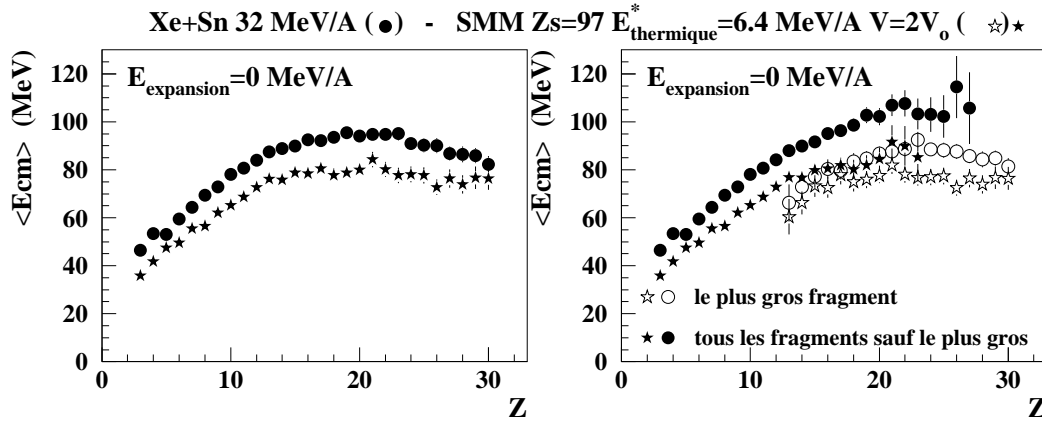 Xe+Sn 32 MeV/A (●) - SMM Zs=97 E*thermique=6.4 MeV/A V=2Vo ( ☆)★
<Ecm> (MeV)
120
100
80
60
40
20
0
Eexpansion=0 MeV/A
0 10 20 30
Z
<Ecm> (MeV)
120
100
80
60
40
20
0
Eexpansion=0 MeV/A
☆ ○ le plus gros fragment
★ ● tous les fragments sauf le plus gros
0 10 20 30
Z